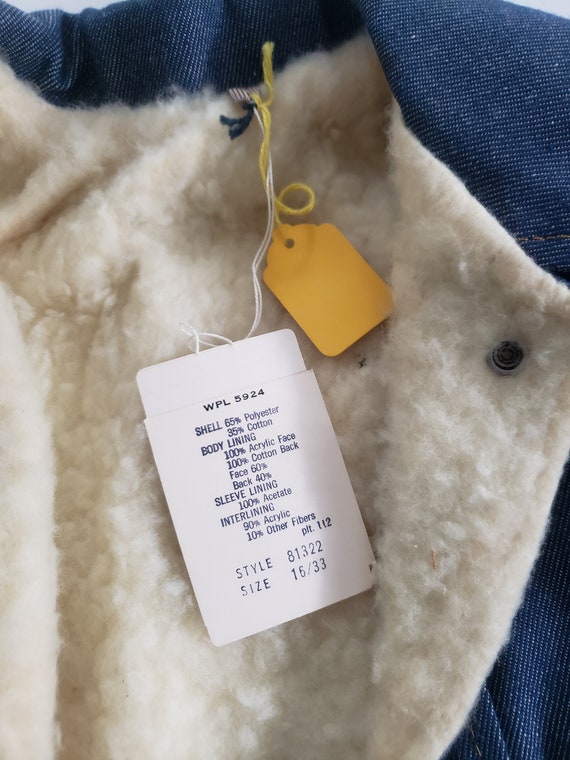 WPL 5924
SHELL 65% Polyester
35% Cotton
BODY LINING
100% Acrylic Face
100% Cotton Back
Face 60%
Back 40%
SLEEVE LINING
100% Acetate
INTERLINING
90% Acrylic
10% Other Fibers
plt. 112
STYLE 81322
SIZE 16/33